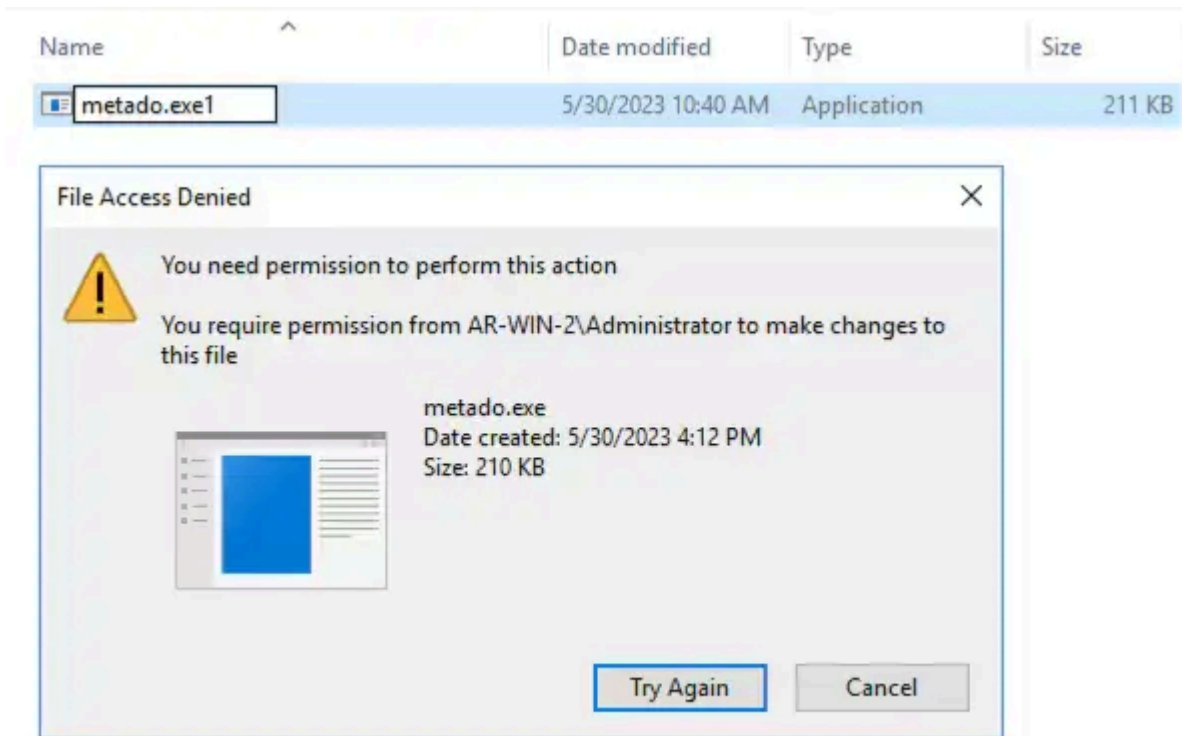 Name Date modified Type Size
metado.exe1 5/30/2023 10:40 AM Application 211 KB
File Access Denied
You need permission to perform this action
You require permission from AR-WIN-2\Administrator to make changes to
this file
metado.exe
Date created: 5/30/2023 4:12 PM
Size: 210 KB
Try Again Cancel